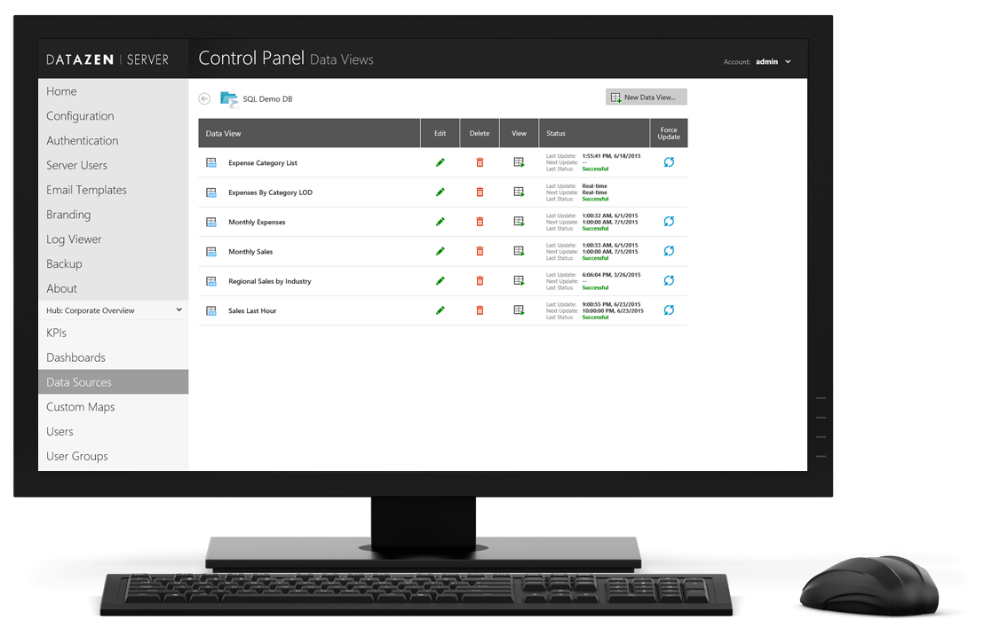 DATAZEN | SERVER
Control Panel Data Views
Account: admin
Home
Configuration
Authentication
Server Users
Email Templates
Branding
Log Viewer
Backup
About
Hub: Corporate Overview
KPIs
Dashboards
Data Sources
Custom Maps
Users
User Groups
SQL Demo DB
New Data View...
Data View Edit Delete View Status Force
Update
Expense Category List
Last Update: 1:55:41 PM, 6/18/2015
Next Update: --
Last Status: Successful
Expenses By Category LOD
Last Update: Real-time
Next Update: Real-time
Last Status: Successful
Monthly Expenses
Last Update: 1:00:32 AM, 6/1/2015
Next Update: 1:00:00 AM, 7/1/2015
Last Status: Successful
Monthly Sales
Last Update: 1:00:33 AM, 6/1/2015
Next Update: 1:00:00 AM, 7/1/2015
Last Status: Successful
Regional Sales by Industry
Last Update: 6:06:04 PM, 3/26/2015
Next Update: --
Last Status: Successful
Sales Last Hour
Last Update: 9:00:55 PM, 6/23/2015
Next Update: 10:00:00 PM, 6/23/2015
Last Status: Successful